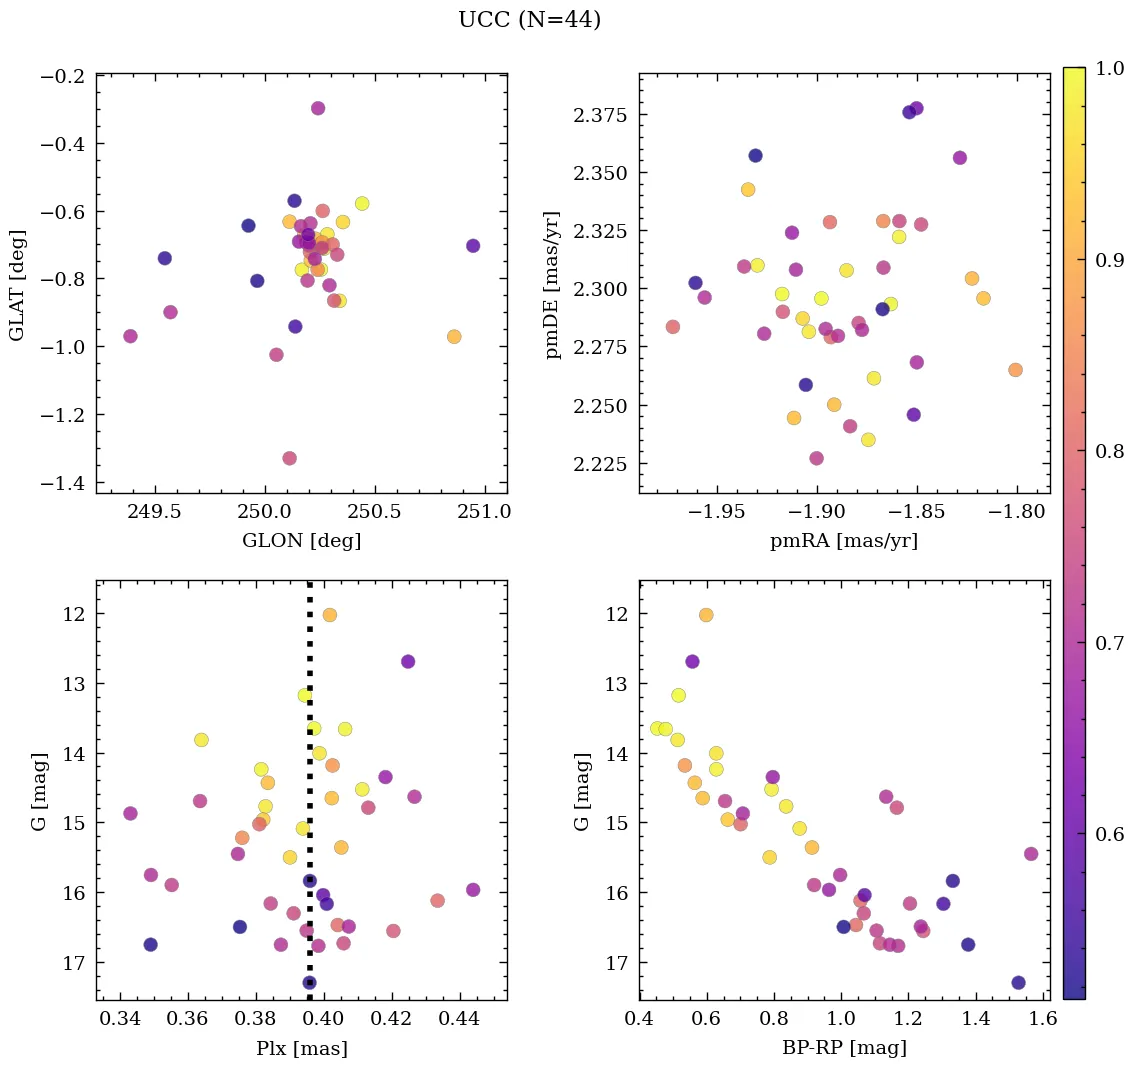 UCC (N=44)
−0.2
−0.4
−0.6
−0.8
−1.0
−1.2
−1.4
GLAT [deg]
249.5 250.0 250.5 251.0
GLON [deg]
2.375
2.350
2.325
2.300
2.275
2.250
2.225
pmDE [mas/yr]
−1.95 −1.90 −1.85 −1.80
pmRA [mas/yr]
1.0
0.9
0.8
0.7
0.6
12
13
14
15
16
17
G [mag]
0.34 0.36 0.38 0.40 0.42 0.44
Plx [mas]
12
13
14
15
16
17
G [mag]
0.4 0.6 0.8 1.0 1.2 1.4 1.6
BP-RP [mag]